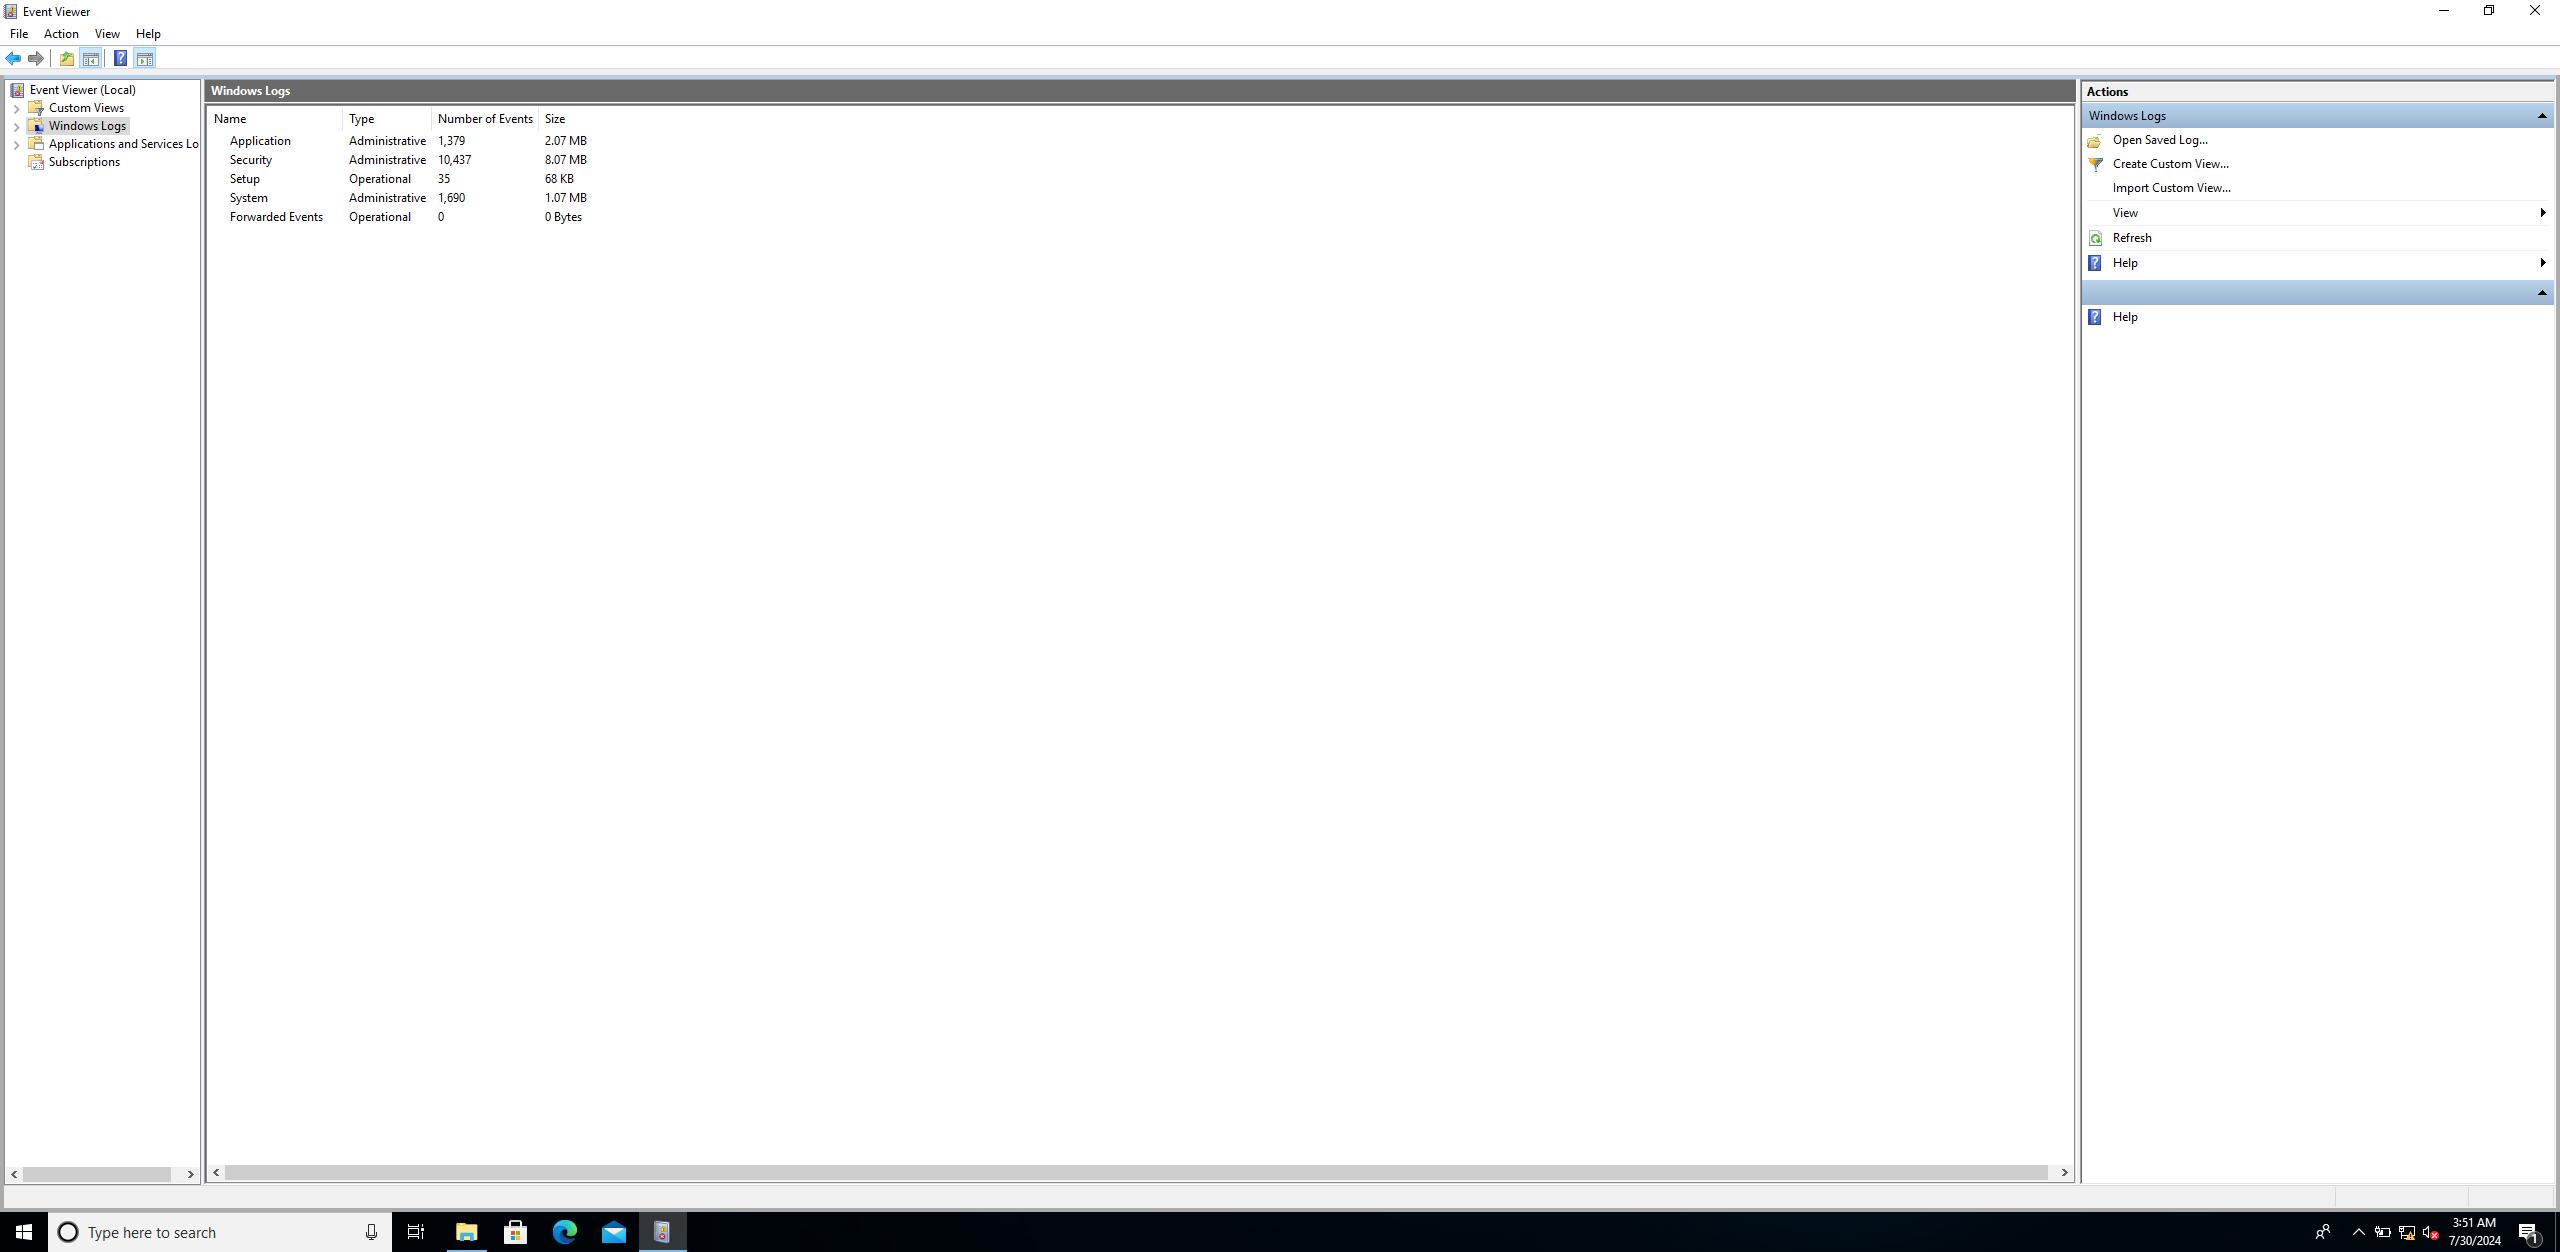 Event Viewer
File Action View Help
Event Viewer (Local)
Custom Views
Windows Logs
Applications and Services Lo
Subscriptions
Windows Logs
Name Type Number of Events Size
Application Administrative 1,379 2.07 MB
Security Administrative 10,437 8.07 MB
Setup Operational 35 68 KB
System Administrative 1,690 1.07 MB
Forwarded Events Operational 0 0 Bytes
Actions
Windows Logs
Open Saved Log...
Create Custom View...
Import Custom View...
View
Refresh
Help
Help
Type here to search
3:51 AM
7/30/2024
1